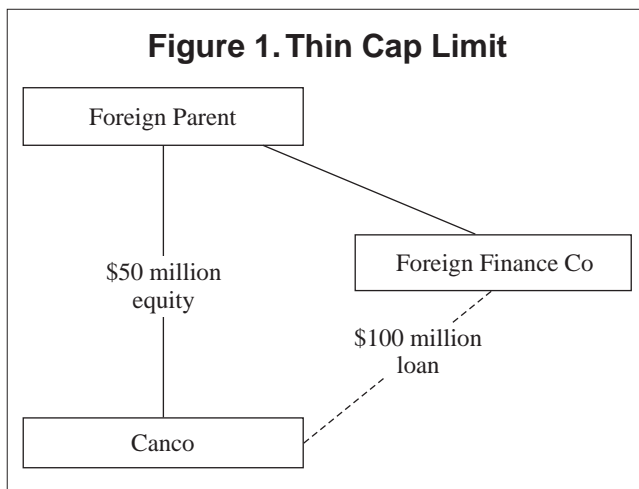 Figure 1. Thin Cap Limit
Foreign Parent
Foreign Finance Co
$50 million
equity
$100 million
loan
Canco